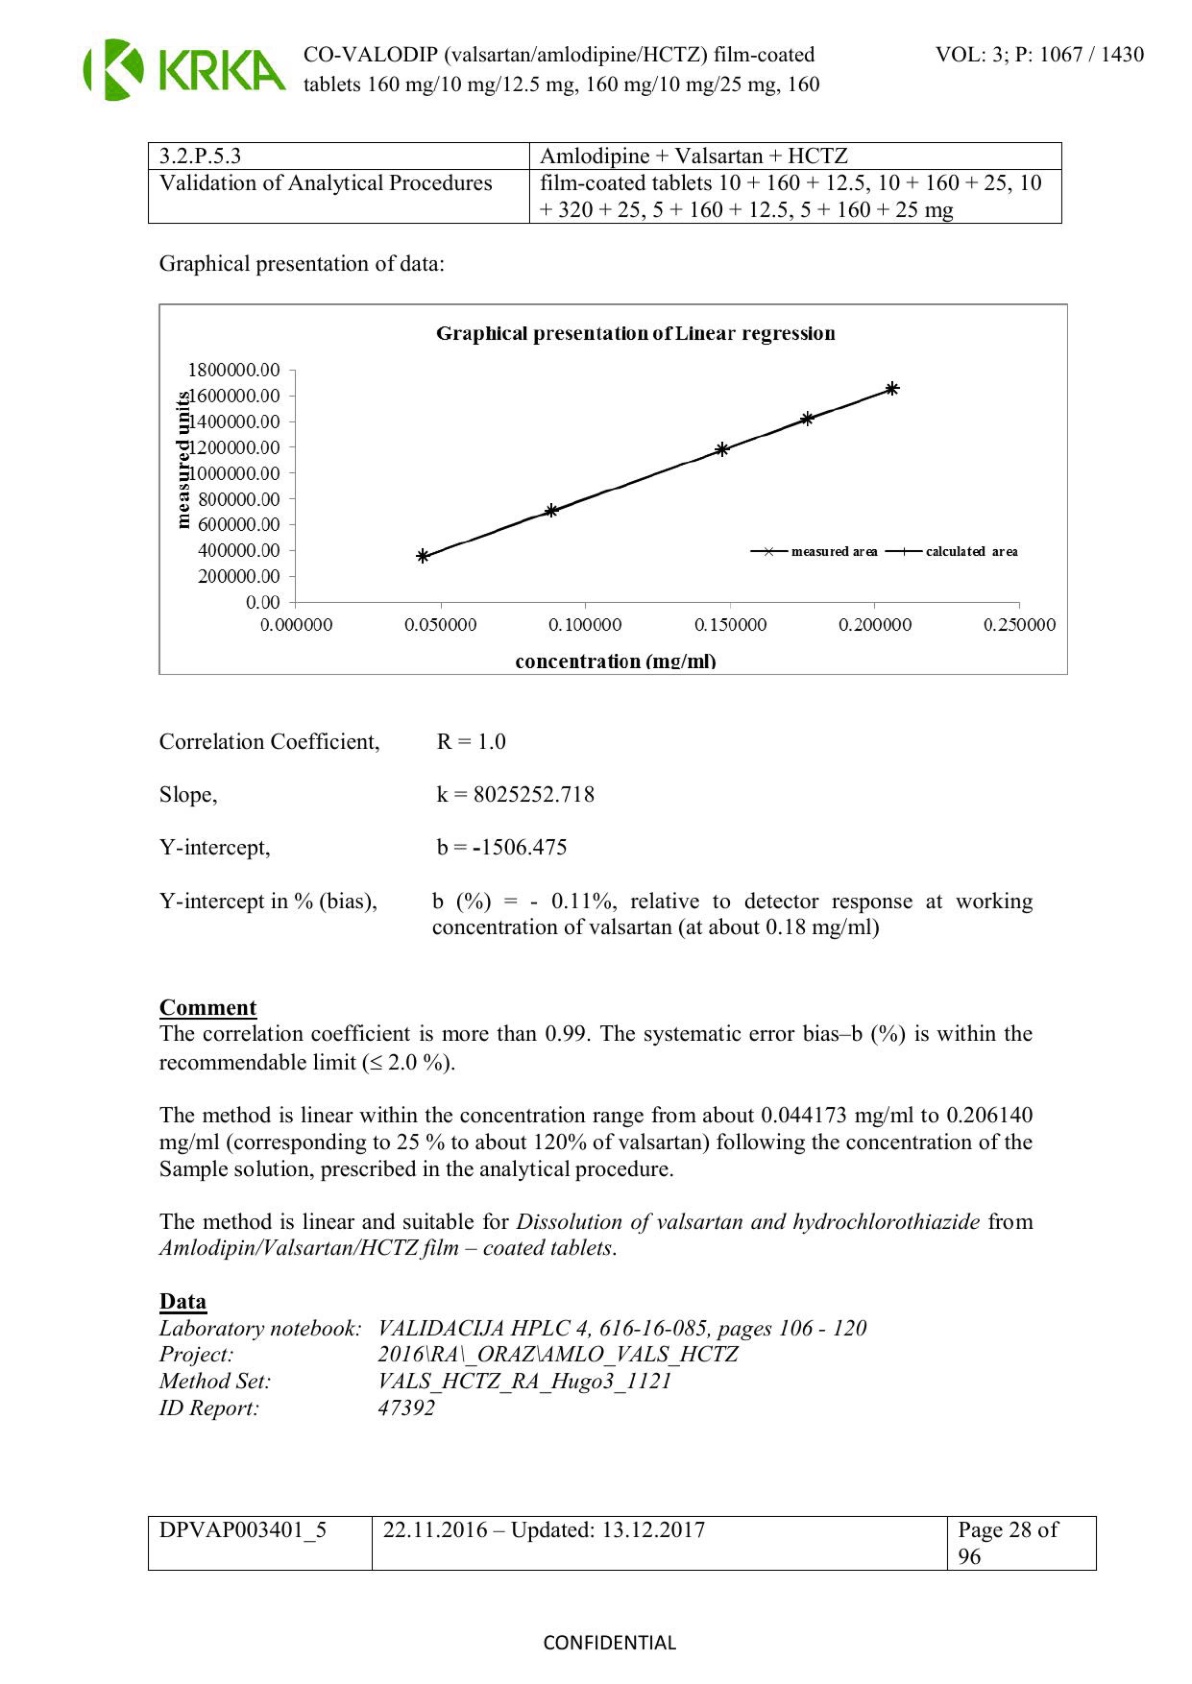 KRKA
CO-VALODIP (valsartan/amlodipine/HCTZ) film-coated
tablets 160 mg/10 mg/12.5 mg, 160 mg/10 mg/25 mg, 160
VOL: 3; P: 1067 / 1430
3.2.P.5.3
Amlodipine + Valsartan + HCTZ
Validation of Analytical Procedures
film-coated tablets 10 + 160 + 12.5, 10 + 160 + 25, 10
+ 320 + 25, 5 + 160 + 12.5, 5 + 160 + 25 mg
Graphical presentation of data:
Graphical presentation of Linear regression
measured units
1800000.00
1600000.00
1400000.00
1200000.00
1000000.00
800000.00
600000.00
400000.00
200000.00
0.00
measured area
calculated area
0.000000
0.050000
0.100000
0.150000
0.200000
0.250000
concentration (mg/ml)
Correlation Coefficient,
R = 1.0
Slope,
k = 8025252.718
Y-intercept,
b = -1506.475
Y-intercept in % (bias),
b (%) = - 0.11%, relative to detector response at working
concentration of valsartan (at about 0.18 mg/ml)
Comment
The correlation coefficient is more than 0.99. The systematic error bias–b (%) is within the
recommendable limit (≤ 2.0 %).
The method is linear within the concentration range from about 0.044173 mg/ml to 0.206140
mg/ml (corresponding to 25 % to about 120% of valsartan) following the concentration of the
Sample solution, prescribed in the analytical procedure.
The method is linear and suitable for Dissolution of valsartan and hydrochlorothiazide from
Amlodipin/Valsartan/HCTZ film – coated tablets.
Data
Laboratory notebook: VALIDACIJA HPLC 4, 616-16-085, pages 106 - 120
Project: 2016\RA\_ORAZ\AMLO_VALS_HCTZ
Method Set: VALS_HCTZ_RA_Hugo3_1121
ID Report: 47392
DPVAP003401_5
22.11.2016 – Updated: 13.12.2017
Page 28 of
96
CONFIDENTIAL